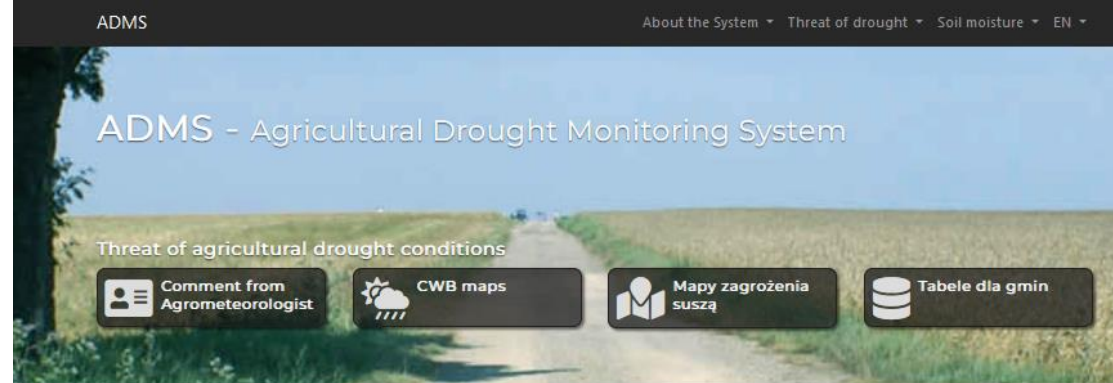 ADMS
About the System
Threat of drought
Soil moisture
EN
ADMS - Agricultural Drought Monitoring System
Threat of agricultural drought conditions
Comment from
Agrometeorologist
CWB maps
Mapy zagrożenia
suszą
Tabele dla gmin